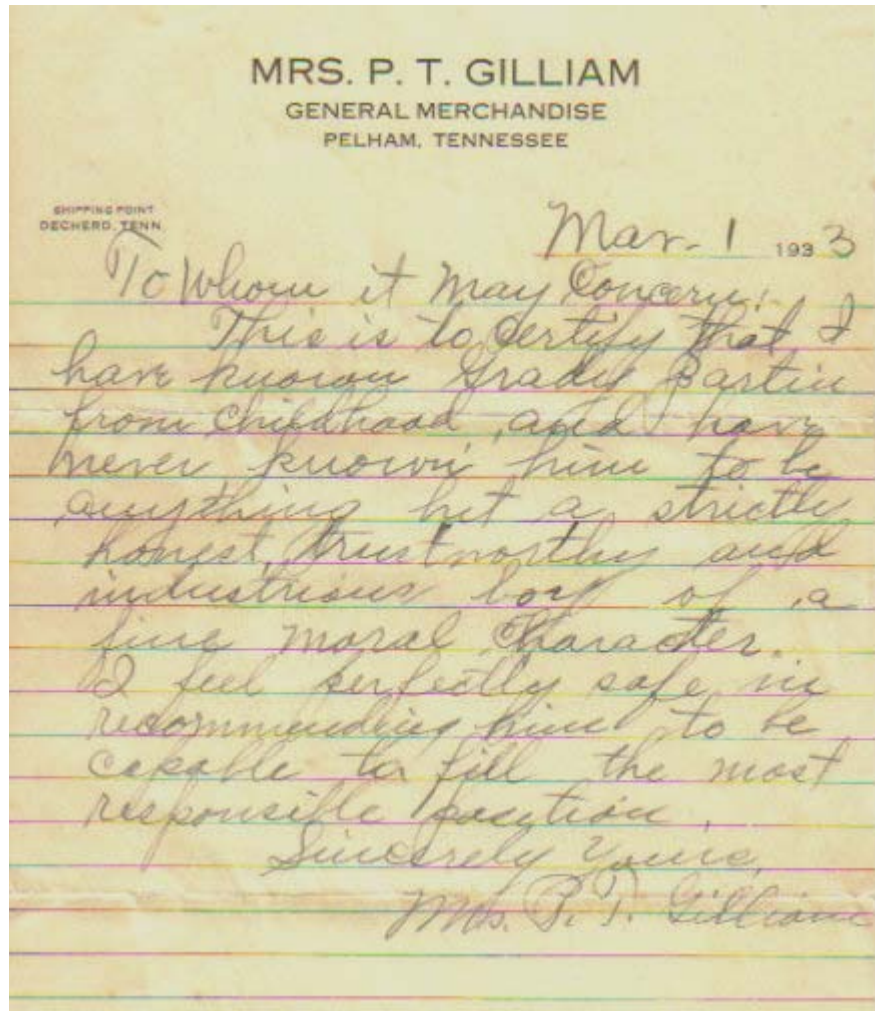 MRS. P. T. GILLIAM
GENERAL MERCHANDISE
PELHAM, TENNESSEE
SHIPPING POINT
DECHERD, TENN.
Mar. 1 1933
To Whom it May Concern:
This is to Certify that I
have known Grady Partin
from Childhood, and have
never known him to be
anything but a strictly
honest, trustworthy and
industrious boy of a
fine moral Character.
I feel perfectly safe in
recommending him to be
capable to fill the most
responsible position.
Sincerely Yours,
Mrs. P. T. Gilliam